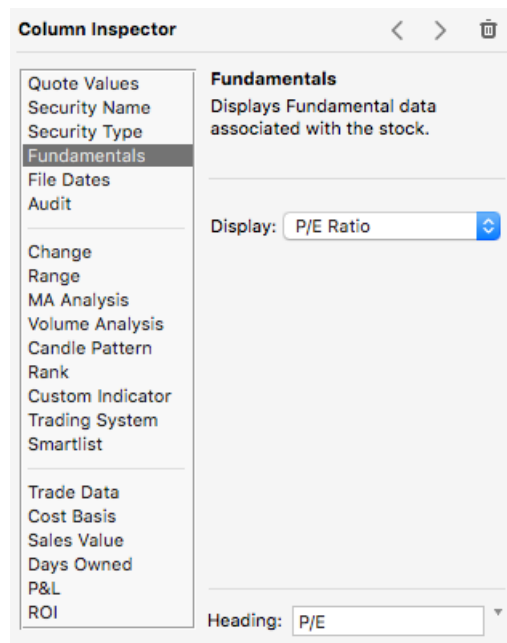 Column Inspector
Quote Values
Security Name
Security Type
Fundamentals
File Dates
Audit
Change
Range
MA Analysis
Volume Analysis
Candle Pattern
Rank
Custom Indicator
Trading System
Smartlist
Trade Data
Cost Basis
Sales Value
Days Owned
P&L
ROI
Fundamentals
Displays Fundamental data
associated with the stock.
Display: P/E Ratio
Heading: P/E